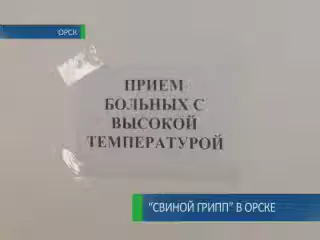 ОРСК
ПРИЕМ
БОЛЬНЫХ С
ВЫСОКОЙ
ТЕМПЕРАТУРОЙ
"СВИНОЙ ГРИПП" В ОРСКЕ